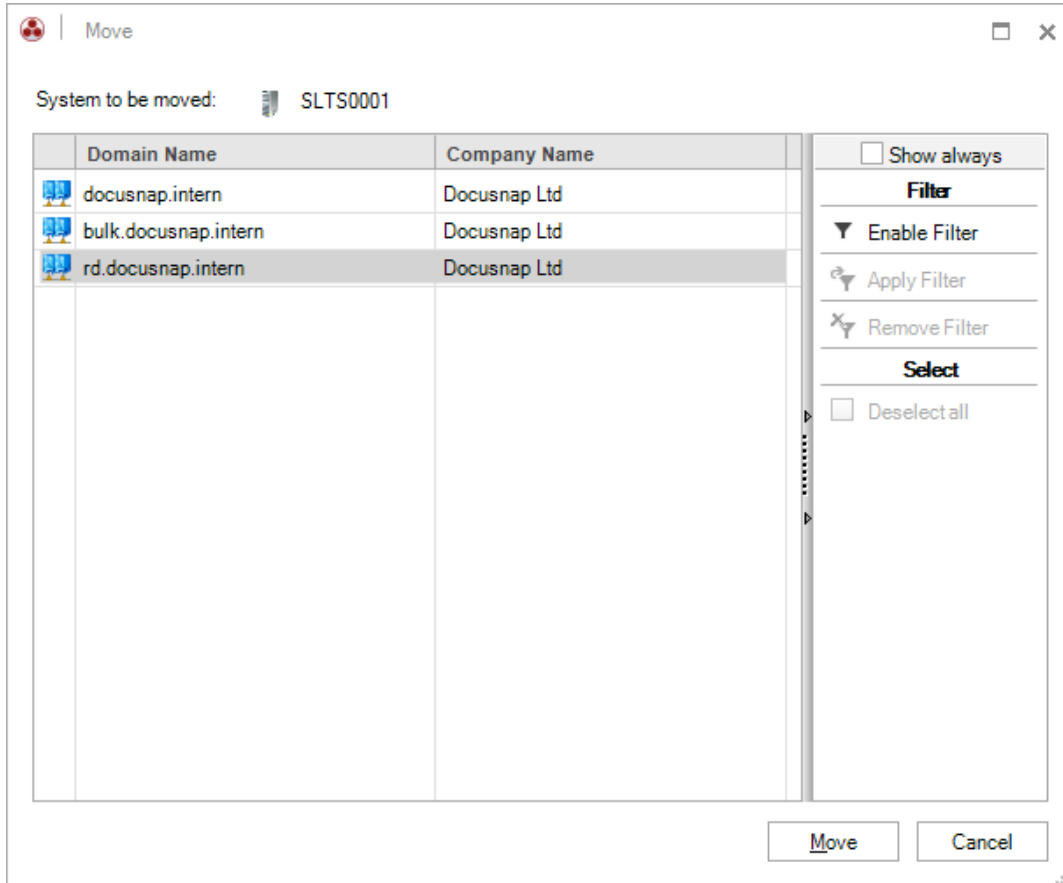 Move
System to be moved: SLTS0001
Domain Name Company Name
docusnap.intern Docusnap Ltd
bulk.docusnap.intern Docusnap Ltd
rd.docusnap.intern Docusnap Ltd
Show always
Filter
Enable Filter
Apply Filter
Remove Filter
Select
Deselect all
Move Cancel